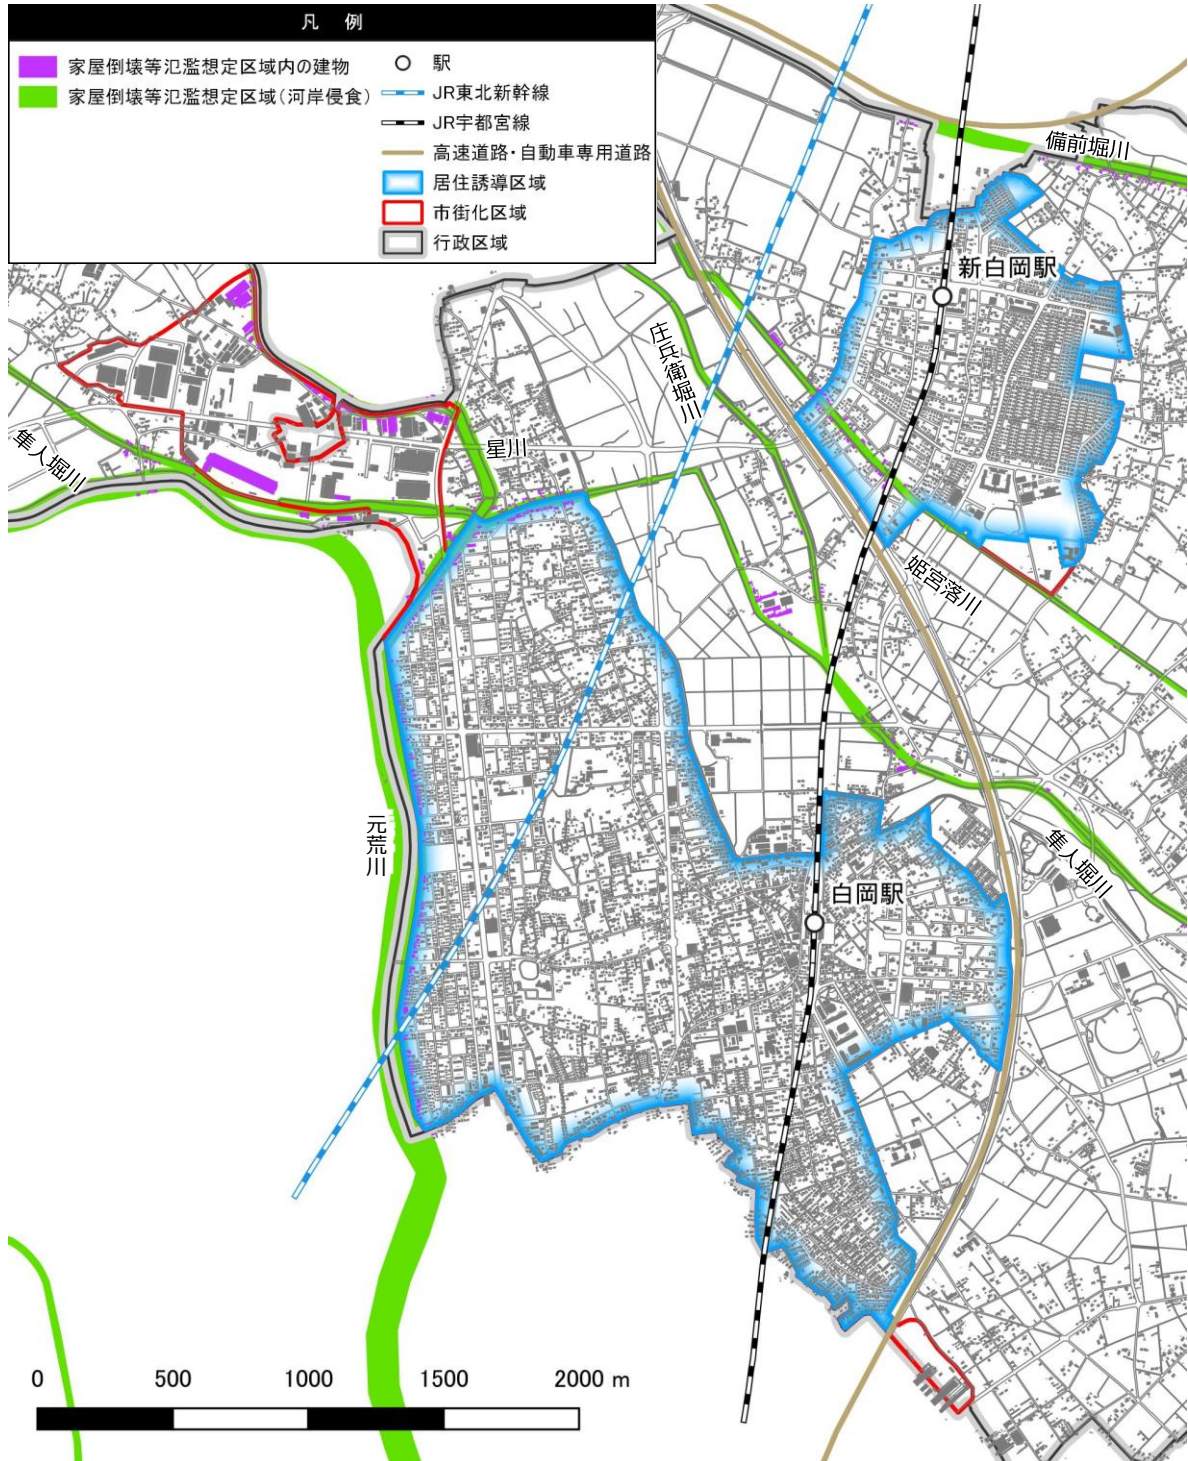 凡 例
家屋倒壊等氾濫想定区域内の建物
家屋倒壊等氾濫想定区域(河岸侵食)
駅
JR東北新幹線
JR宇都宮線
高速道路・自動車専用道路
居住誘導区域
市街化区域
行政区域
備前堀川
新白岡駅
庄兵衛堀川
星川
隼人堀川
姫宮落川
元荒川
隼人堀川
白岡駅
0 500 1000 1500 2000 m